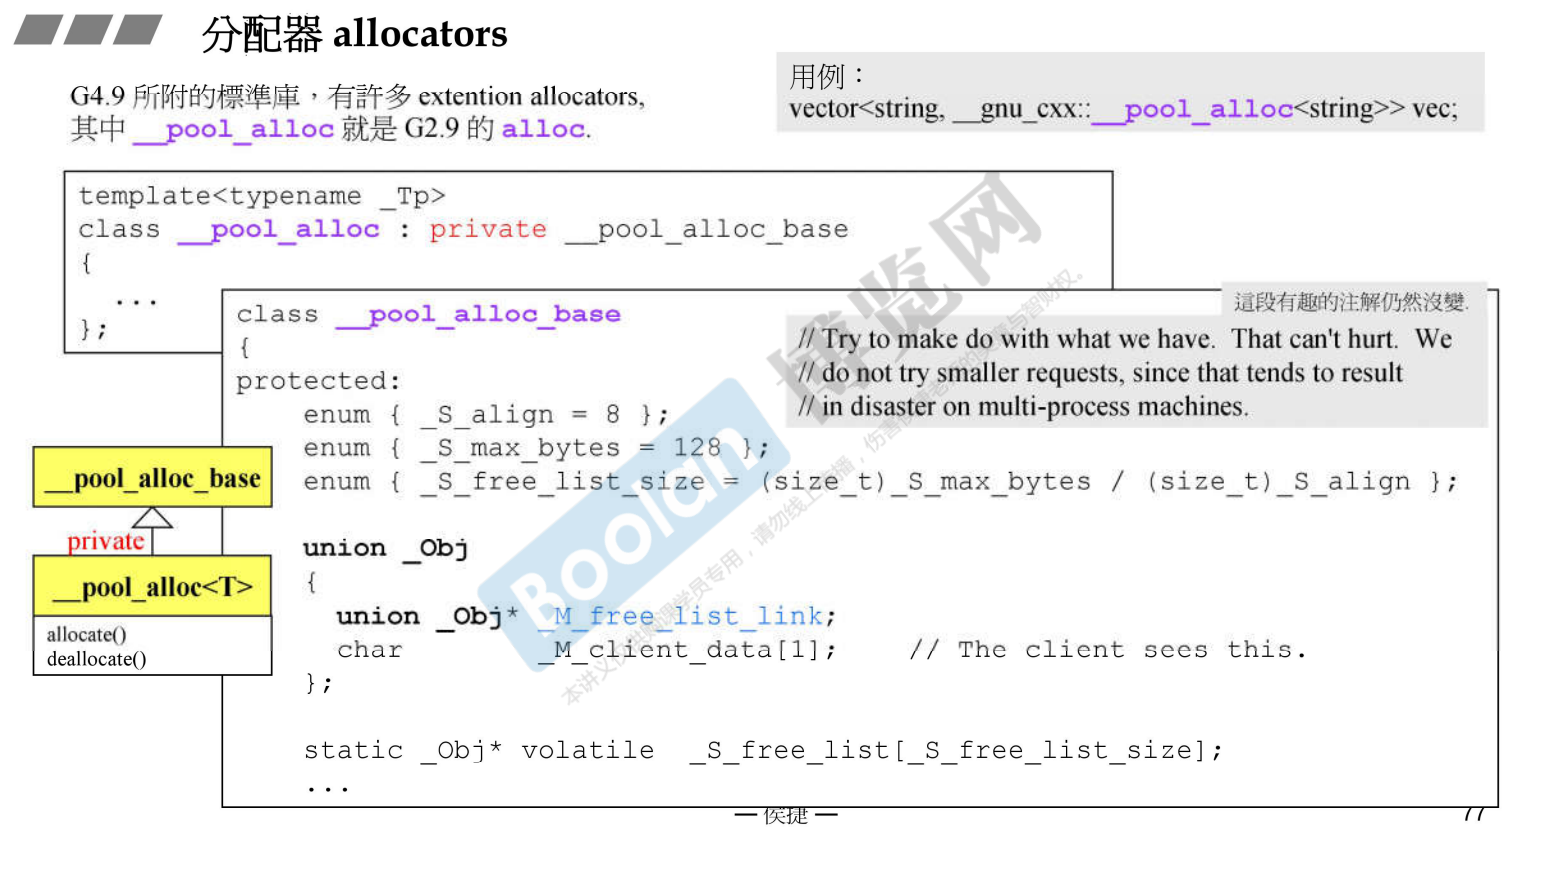 分配器 allocators
G4.9 所附的標準庫，有許多 extention allocators,
其中 __pool_alloc 就是 G2.9 的 alloc.
用例：
vector<string, __gnu_cxx::__pool_alloc<string>> vec;
template<typename _Tp>
class __pool_alloc : private __pool_alloc_base
{
...
};
class __pool_alloc_base
{
protected:
enum { _S_align = 8 };
enum { _S_max_bytes = 128 };
enum { _S_free_list_size = (size_t)_S_max_bytes / (size_t)_S_align };
union _Obj
{
union _Obj* _M_free_list_link;
char _M_client_data[1]; // The client sees this.
};
static _Obj* volatile _S_free_list[_S_free_list_size];
...
這段有趣的注解仍然沒變.
// Try to make do with what we have. That can't hurt. We
// do not try smaller requests, since that tends to result
// in disaster on multi-process machines.
__pool_alloc_base
private
__pool_alloc<T>
allocate()
deallocate()
Boolan
博览网
— 侯捷 —
77